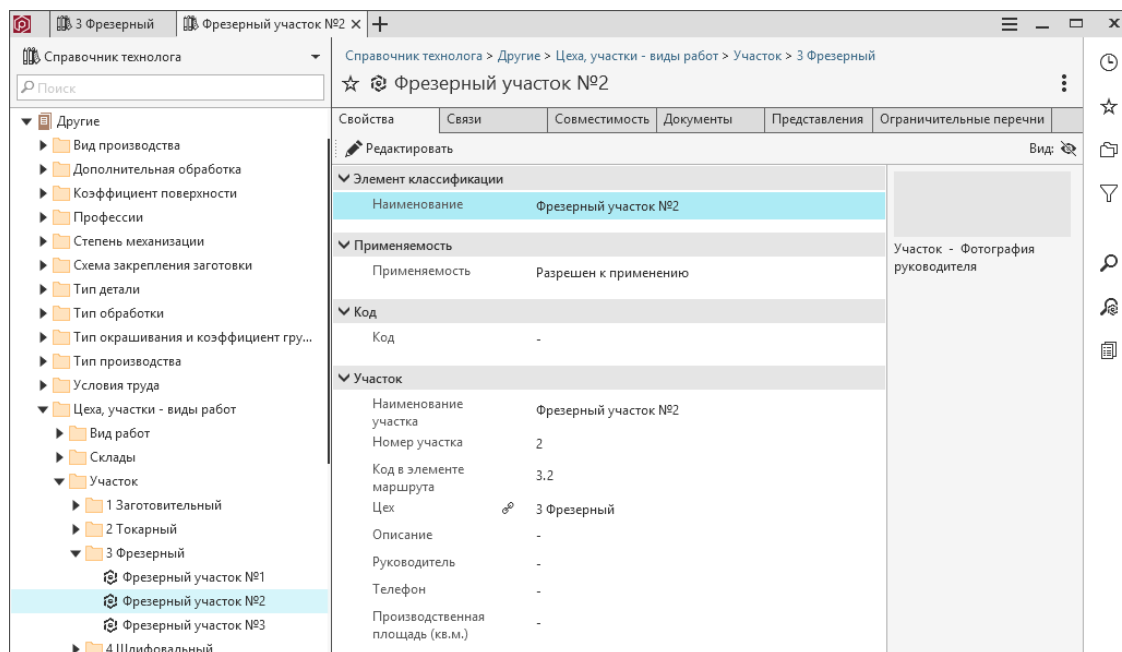 3 Фрезерный
Фрезерный участок №2
Справочник технолога
Поиск
Другие
Вид производства
Дополнительная обработка
Коэффициент поверхности
Профессии
Степень механизации
Схема закрепления заготовки
Тип детали
Тип обработки
Тип окрашивания и коэффициент гру...
Тип производства
Условия труда
Цеха, участки - виды работ
Вид работ
Склады
Участок
1 Заготовительный
2 Токарный
3 Фрезерный
Фрезерный участок №1
Фрезерный участок №2
Фрезерный участок №3
4 Шлифовальный
Справочник технолога > Другие > Цеха, участки - виды работ > Участок > 3 Фрезерный
Фрезерный участок №2
Свойства Связи Совместимость Документы Представления Ограничительные перечни
Редактировать Вид:
Элемент классификации
Наименование Фрезерный участок №2
Применяемость
Применяемость Разрешен к применению
Код
Код -
Участок
Наименование
участка Фрезерный участок №2
Номер участка 2
Код в элементе
маршрута 3.2
Цех 3 Фрезерный
Описание -
Руководитель -
Телефон -
Производственная
площадь (кв.м.) -
Участок - Фотография
руководителя